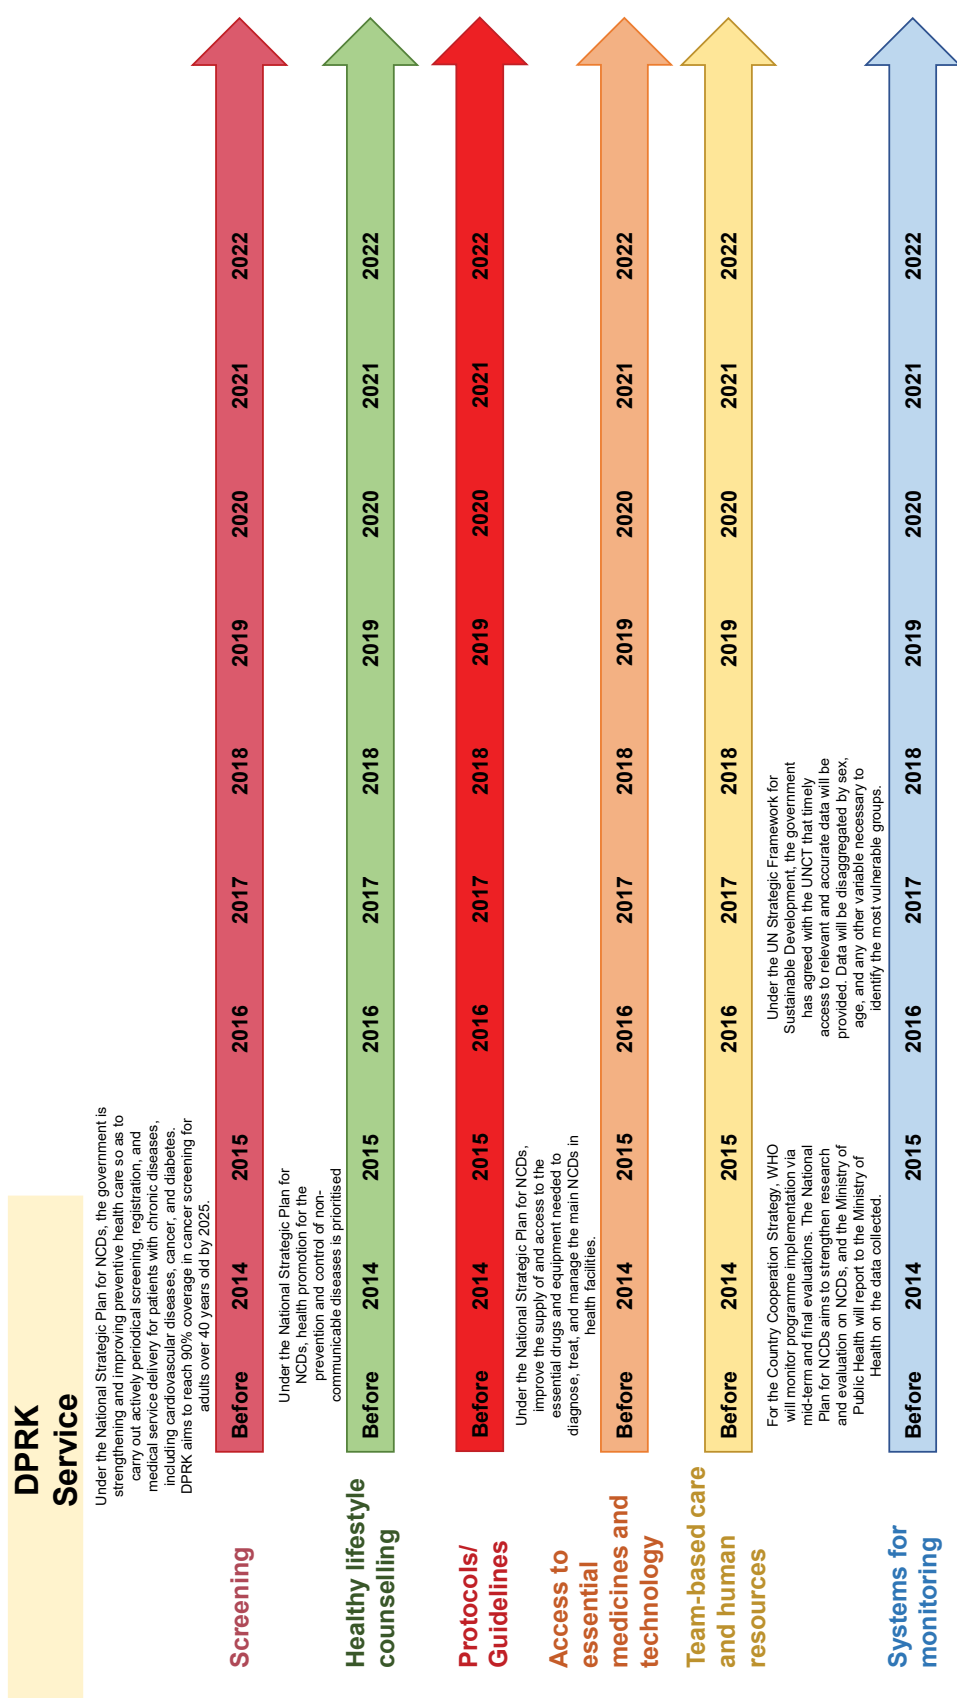 DPRK
Service
Under the National Strategic Plan for NCDs, the government is
strengthening and improving preventive health care so as to
carry out actively periodical screening, registration, and
medical service delivery for patients with chronic diseases,
including cardiovascular diseases, cancer, and diabetes.
DPRK aims to reach 90% coverage in cancer screening for
adults over 40 years old by 2025.
Screening
Before 2014 2015 2016 2017 2018 2019 2020 2021 2022
Under the National Strategic Plan for
NCDs, health promotion for the
prevention and control of non-
communicable diseases is prioritised
Healthy lifestyle
counselling
Before 2014 2015 2016 2017 2018 2019 2020 2021 2022
Protocols/
Guidelines
Before 2014 2015 2016 2017 2018 2019 2020 2021 2022
Under the National Strategic Plan for NCDs,
improve the supply of and access to the
essential drugs and equipment needed to
diagnose, treat, and manage the main NCDs in
health facilities.
Access to
essential
medicines and
technology
Before 2014 2015 2016 2017 2018 2019 2020 2021 2022
Team-based care
and human
resources
Before 2014 2015 2016 2017 2018 2019 2020 2021 2022
For the Country Cooperation Strategy, WHO
will monitor programme implementation via
mid-term and final evaluations. The National
Plan for NCDs aims to strengthen research
and evaluation on NCDs, and the Ministry of
Public Health will report to the Ministry of
Health on the data collected.
Under the UN Strategic Framework for
Sustainable Development, the government
has agreed with the UNCT that timely
access to relevant and accurate data will be
provided. Data will be disaggregated by sex,
age, and any other variable necessary to
identify the most vulnerable groups.
Systems for
monitoring
Before 2014 2015 2016 2017 2018 2019 2020 2021 2022